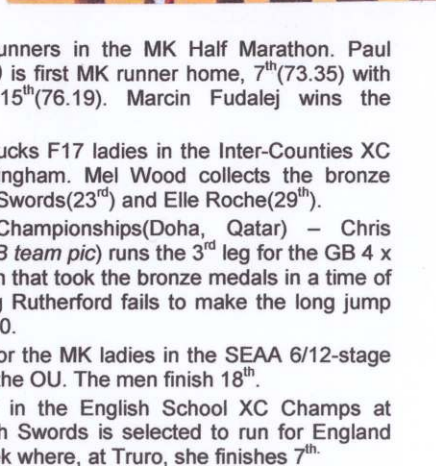 unners in the MK Half Marathon. Paul
) is first MK runner home, 7th(73.35) with
15th(76.19). Marcin Fudalej wins the
ucks F17 ladies in the Inter-Counties XC
ngham. Mel Wood collects the bronze
Swords(23rd) and Elle Roche(29th).
Championships(Doha, Qatar) – Chris
B team pic) runs the 3rd leg for the GB 4 x
n that took the bronze medals in a time of
g Rutherford fails to make the long jump
0.
or the MK ladies in the SEAA 6/12-stage
the OU. The men finish 18th.
in the English School XC Champs at
h Swords is selected to run for England
ek where, at Truro, she finishes 7th.